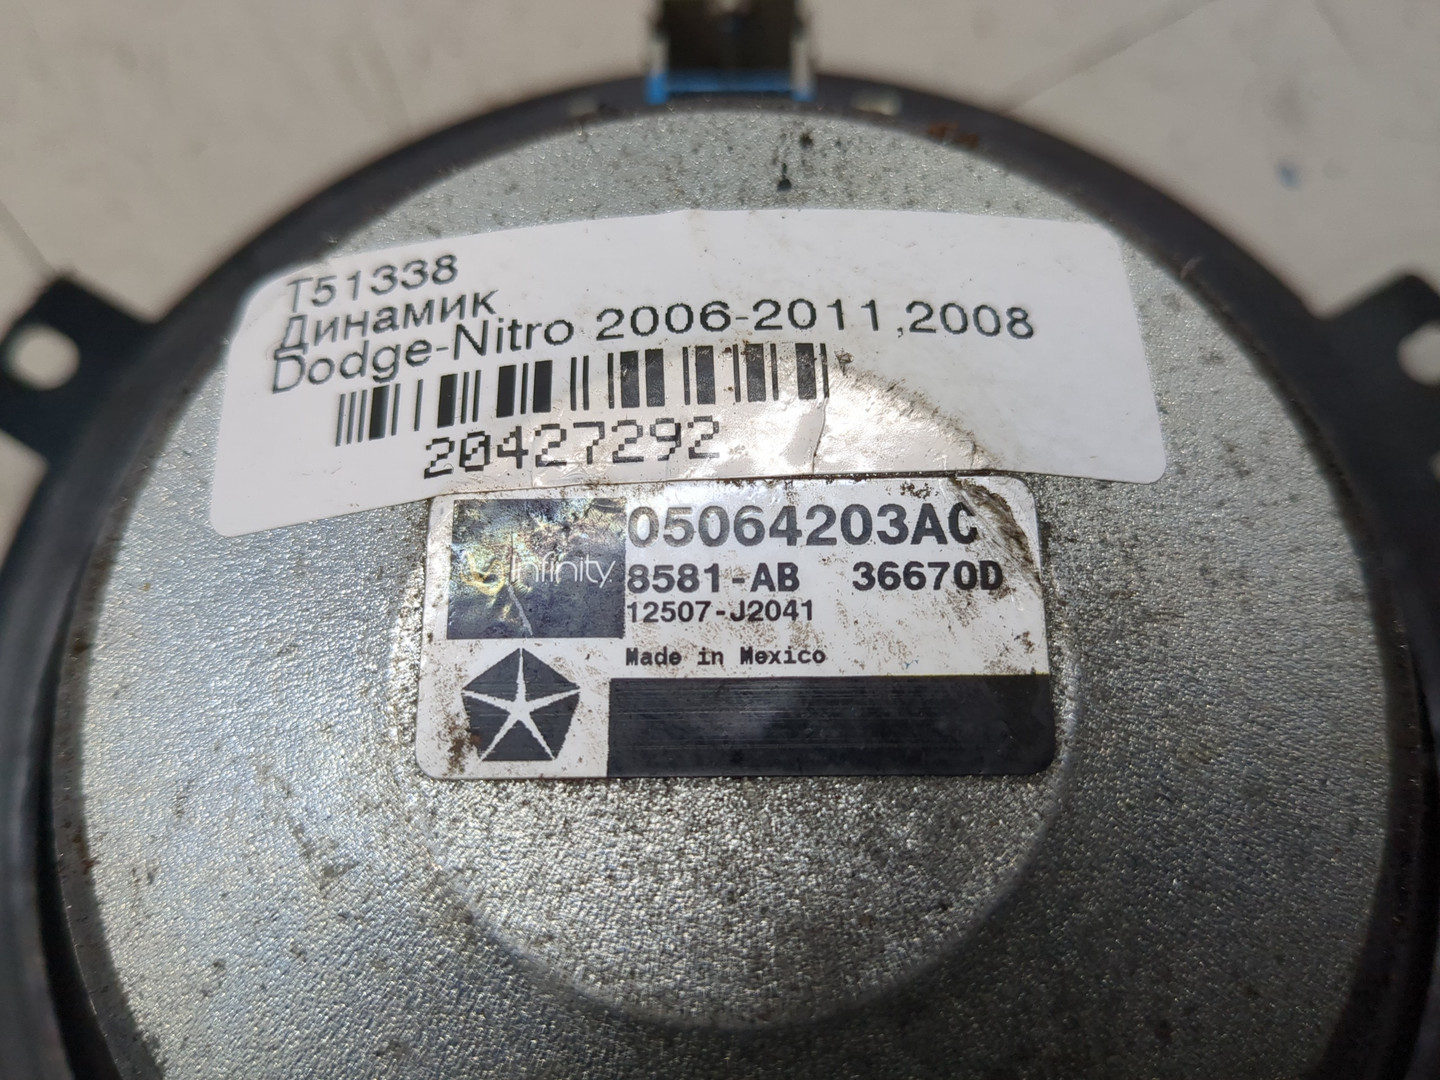 T51338
Динамик
Dodge-Nitro 2006-2011,2008
20427292
infinity
05064203AC
8581-AB 36670D
12507-J2041
Made in Mexico